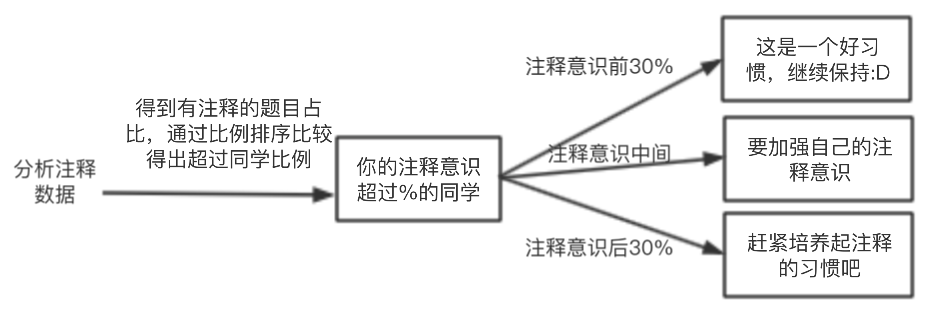 分析注释
数据
得到有注释的题目占
比，通过比例排序比较
得出超过同学比例
你的注释意识
超过%的同学
注释意识前30%
这是一个好习
惯，继续保持:D
注释意识中间
要加强自己的注
释意识
注释意识后30%
赶紧培养起注释
的习惯吧